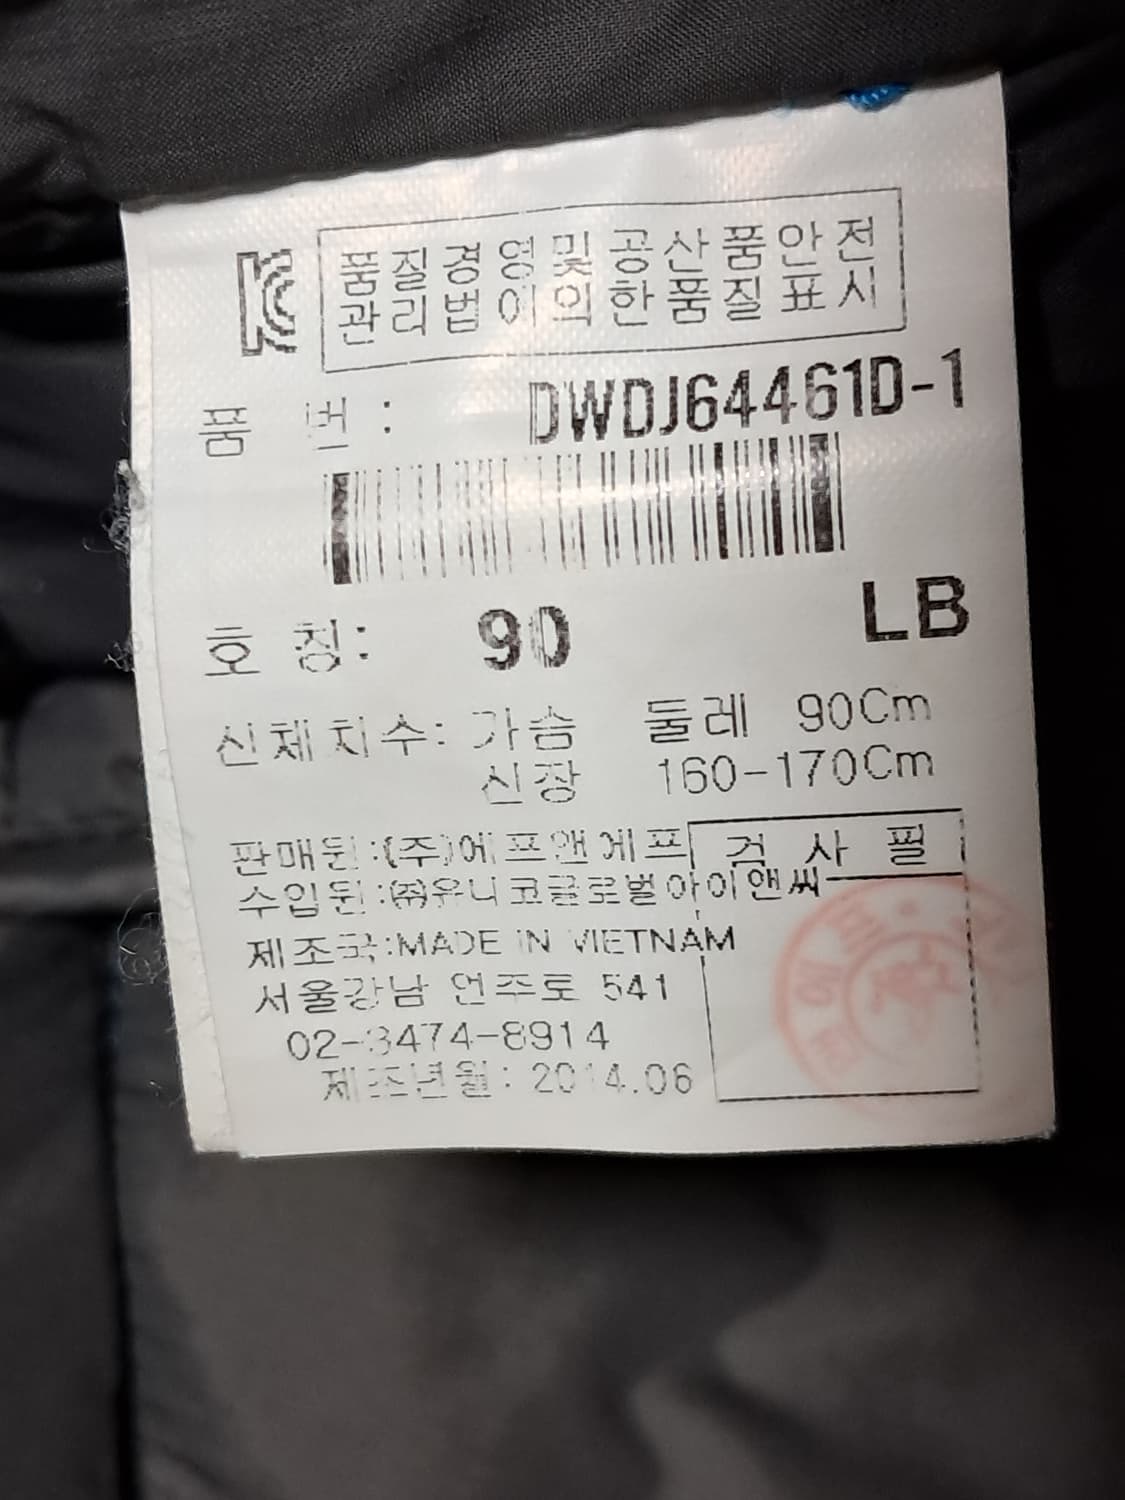 품질경영및공산품안전
관리법에의한품질표시
품 번 : DWDJ64461D-1
호 칭: 90 LB
신체치수: 가슴 둘레 90Cm
신장 160-170Cm
판매원:(주)에프앤에프 검 사 필
수입원:(주)유니코글로벌아이앤씨
제조국:MADE IN VIETNAM
서울강남 언주로 541
02-3474-8914
제조년월: 2014.06